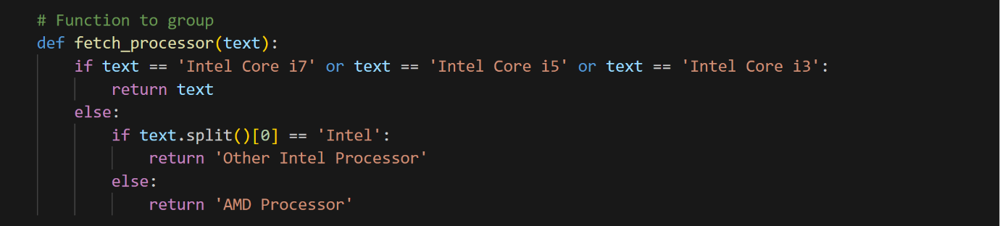 # Function to group
def fetch_processor(text):
    if text == 'Intel Core i7' or text == 'Intel Core i5' or text == 'Intel Core i3':
        return text
    else:
        if text.split()[0] == 'Intel':
            return 'Other Intel Processor'
        else:
            return 'AMD Processor'